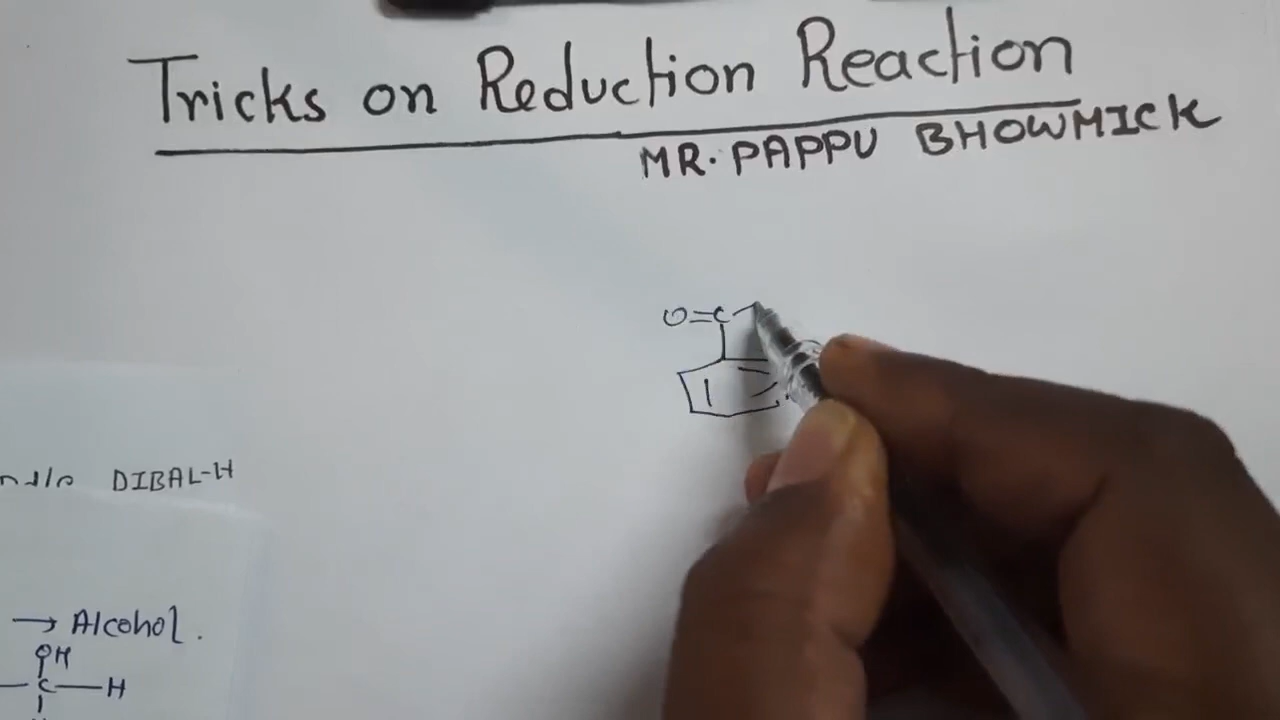 Tricks on Reduction Reaction
MR. PAPPU BHOWMICK
O=C
DIBAL-H
→ Alcohol.
OH
— C — H